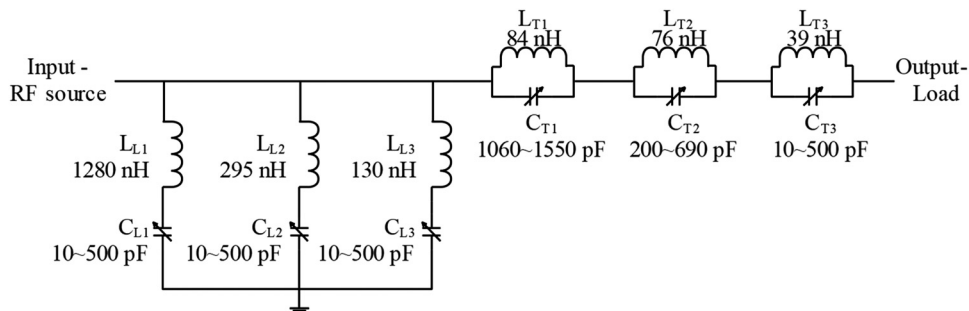 Input -
RF source
L_L1
1280 nH
C_L1
10~500 pF
L_L2
295 nH
C_L2
10~500 pF
L_L3
130 nH
C_L3
10~500 pF
L_T1
84 nH
C_T1
1060~1550 pF
L_T2
76 nH
C_T2
200~690 pF
L_T3
39 nH
C_T3
10~500 pF
Output-
Load